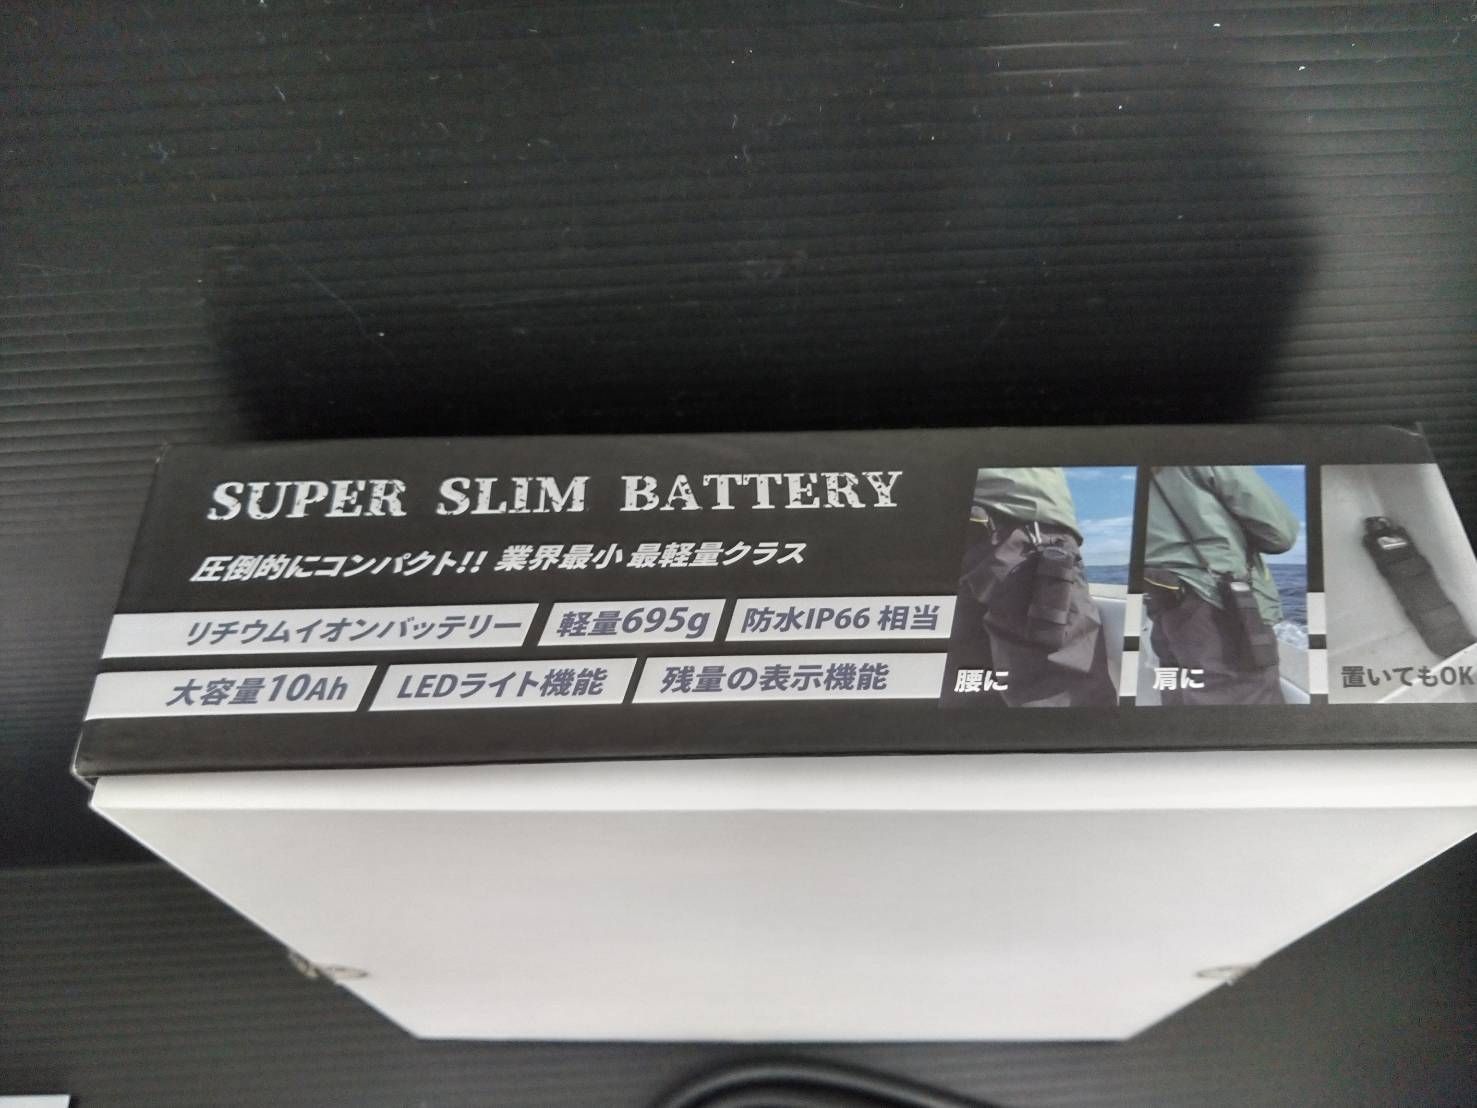 SUPER SLIM BATTERY
圧倒的にコンパクト!! 業界最小 最軽量クラス
リチウムイオンバッテリー 軽量695g 防水IP66 相当
大容量10Ah LEDライト機能 残量の表示機能
腰に 肩に 置いてもOK